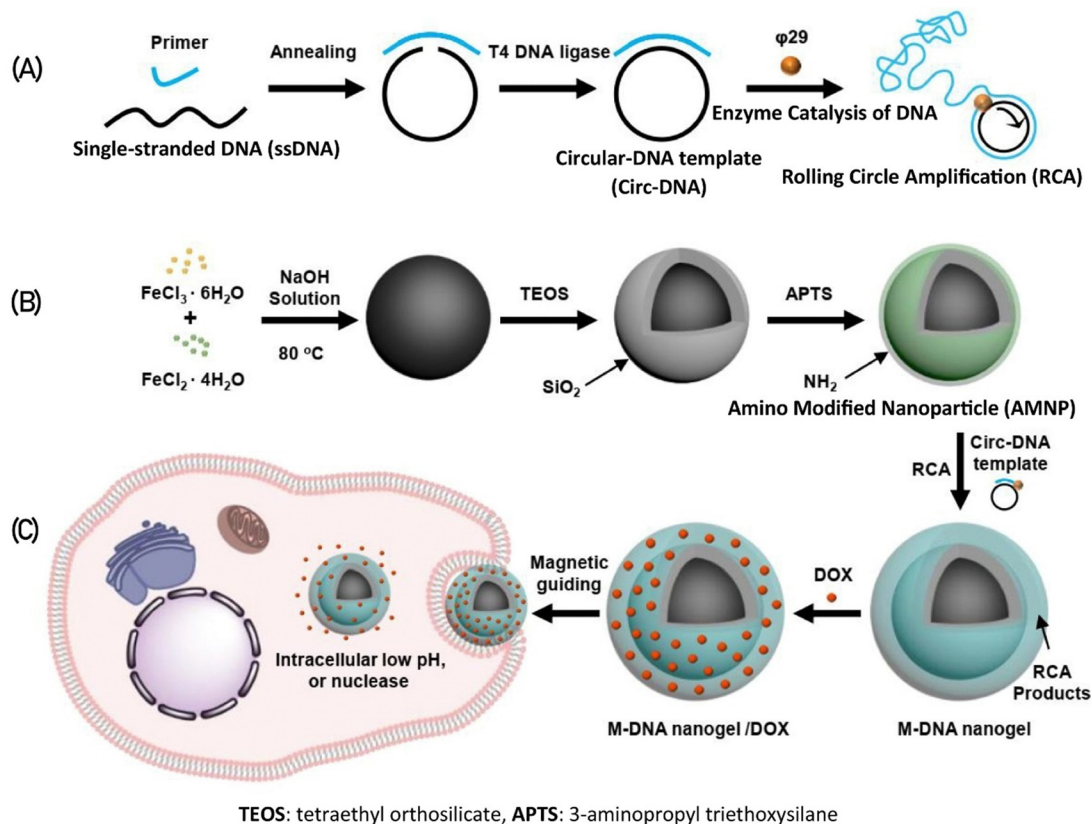 (A)
Primer
Single-stranded DNA (ssDNA)
Annealing
T4 DNA ligase
Circular-DNA template
(Circ-DNA)
φ29
Enzyme Catalysis of DNA
Rolling Circle Amplification (RCA)
(B)
FeCl₃ · 6H₂O
+
FeCl₂ · 4H₂O
NaOH
Solution
80 °C
TEOS
SiO₂
APTS
NH₂
Amino Modified Nanoparticle (AMNP)
RCA
Circ-DNA
template
(C)
Intracellular low pH,
or nuclease
Magnetic
guiding
M-DNA nanogel /DOX
DOX
RCA
Products
M-DNA nanogel
TEOS: tetraethyl orthosilicate, APTS: 3-aminopropyl triethoxysilane